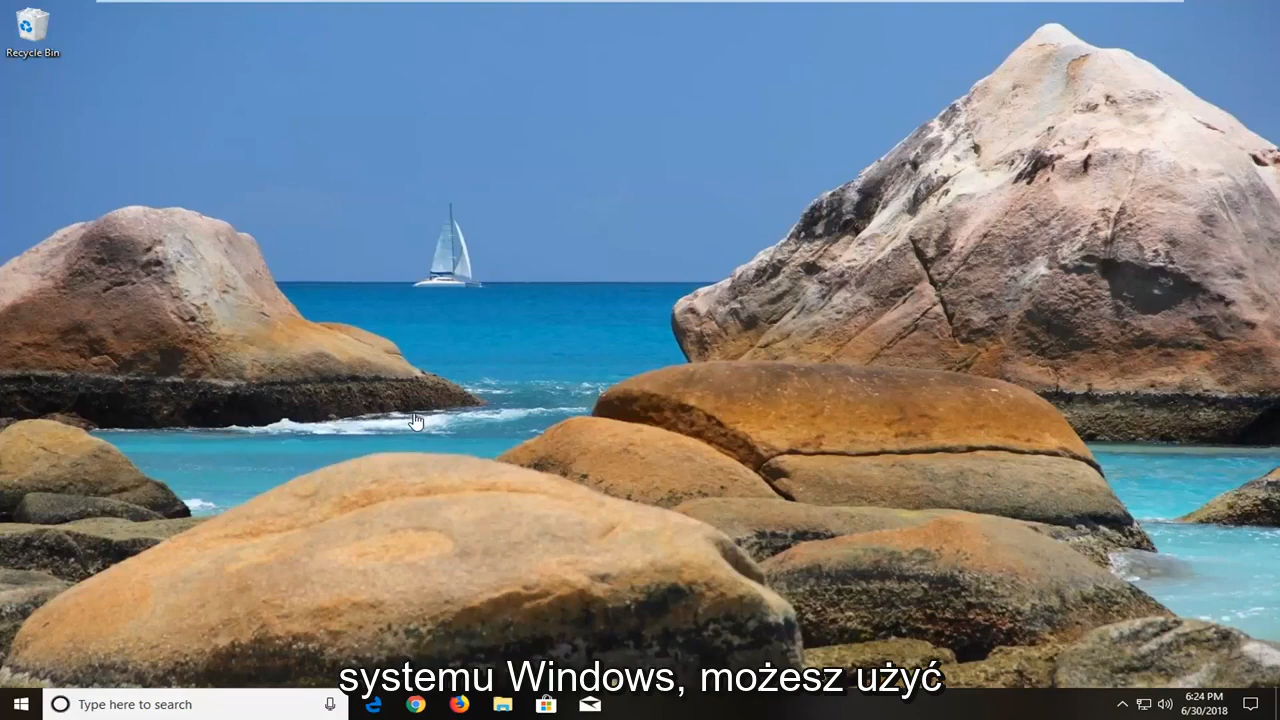 Recycle Bin
systemu Windows, możesz użyć
Type here to search
6:24 PM
6/30/2018